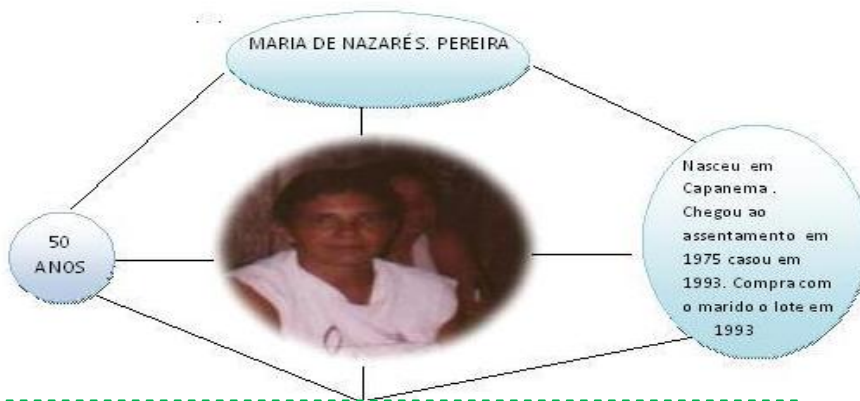 MARIA DE NAZARÉS. PEREIRA
50
ANOS
Nasceu em
Capanema .
Chegou ao
assentamento em
1975 casou em
1993. Compra com
o marido o lote em
1993